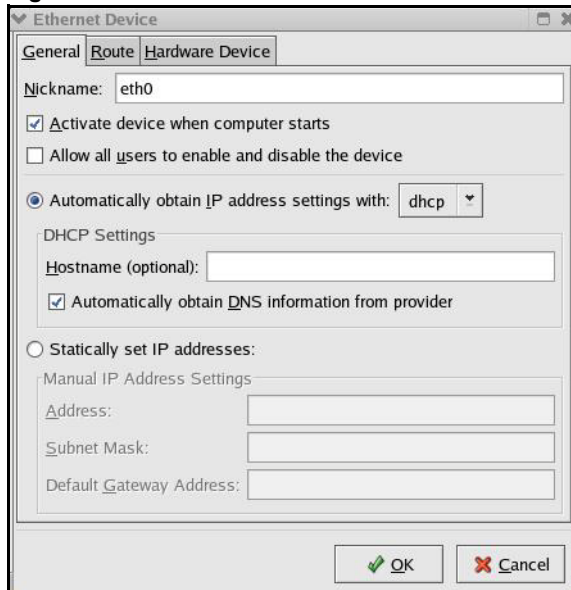 Ethernet Device
General Route Hardware Device
Nickname: eth0
Activate device when computer starts
Allow all users to enable and disable the device
Automatically obtain IP address settings with: dhcp
DHCP Settings
Hostname (optional):
Automatically obtain DNS information from provider
Statically set IP addresses:
Manual IP Address Settings
Address:
Subnet Mask:
Default Gateway Address:
OK Cancel